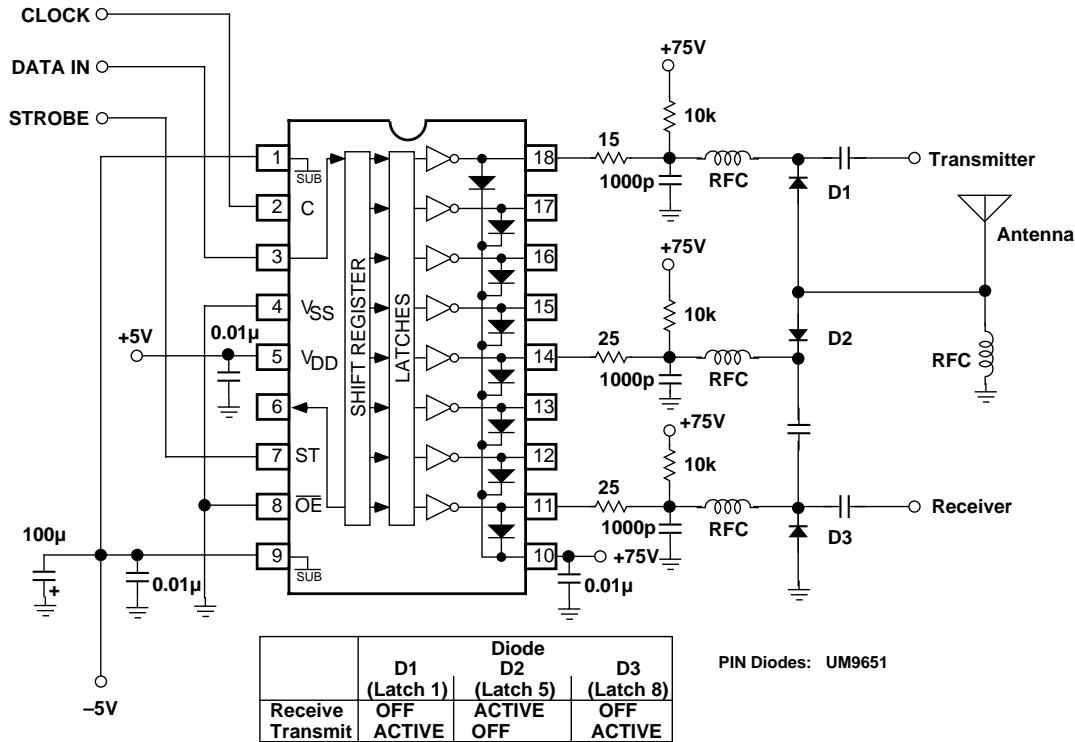 CLOCK
DATA IN
STROBE
+75V
10k
15
1000p
RFC
D1
Transmitter
Antenna
RFC
+75V
10k
25
1000p
RFC
D2
+75V
10k
25
1000p
RFC
D3
Receiver
1
SUB
2
C
3
4
VSS
5
VDD
6
7
ST
8
OE
9
SUB
SHIFT REGISTER
LATCHES
18
17
16
15
14
13
12
11
10
+75V
0.01µ
+5V
0.01µ
100µ
+
0.01µ
–5V
Diode
D1 D2 D3
(Latch 1) (Latch 5) (Latch 8)
Receive OFF ACTIVE OFF
Transmit ACTIVE OFF ACTIVE
PIN Diodes: UM9651